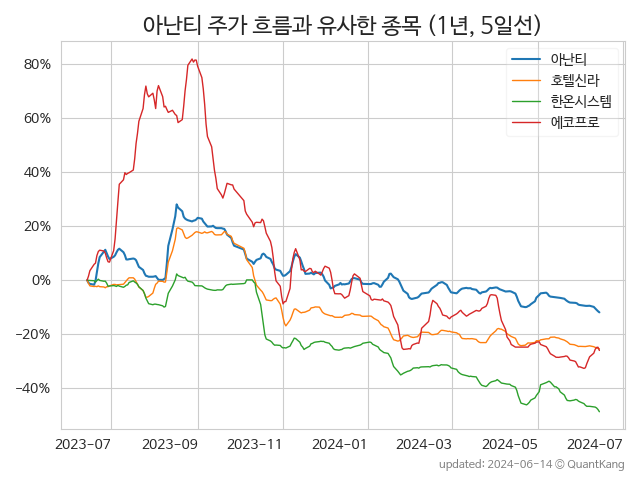 아난티 주가 흐름과 유사한 종목 (1년, 5일선)
아난티
호텔신라
한온시스템
에코프로
80%
60%
40%
20%
0%
−20%
−40%
2023-07
2023-09
2023-11
2024-01
2024-03
2024-05
2024-07
updated: 2024-06-14 © QuantKang